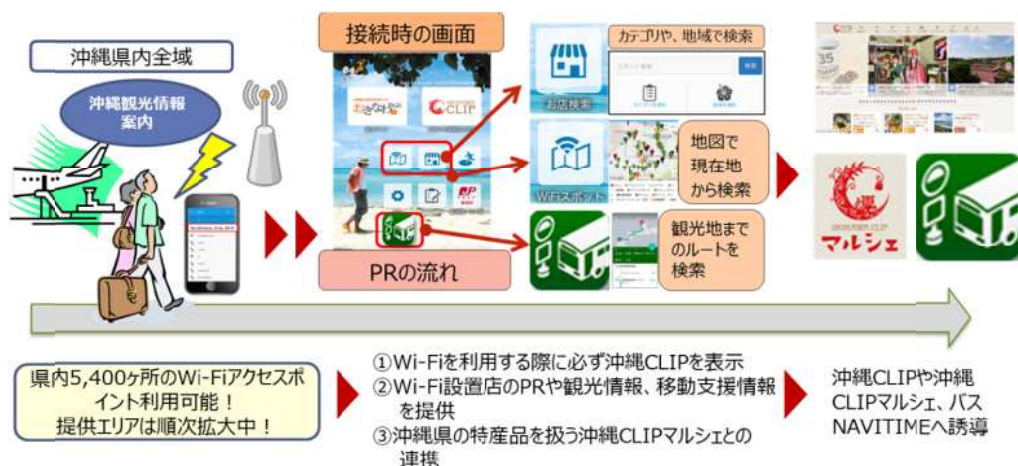 沖縄県内全域
沖縄観光情報
案内
接続時の画面
CLIP
PRの流れ
お店検索
カテゴリや、地域で検索
検索
WiFiスポット
地図で
現在地
から検索
観光地まで
のルートを
検索
CLIP
マルシェ
県内5,400ヶ所のWi-Fiアクセスポ
イント利用可能！
提供エリアは順次拡大中！
①Wi-Fiを利用する際に必ず沖縄CLIPを表示
②Wi-Fi設置店のPRや観光情報、移動支援情報
を提供
③沖縄県の特産品を扱う沖縄CLIPマルシェとの
連携
沖縄CLIPや沖縄
CLIPマルシェ、バス
NAVITIMEへ誘導